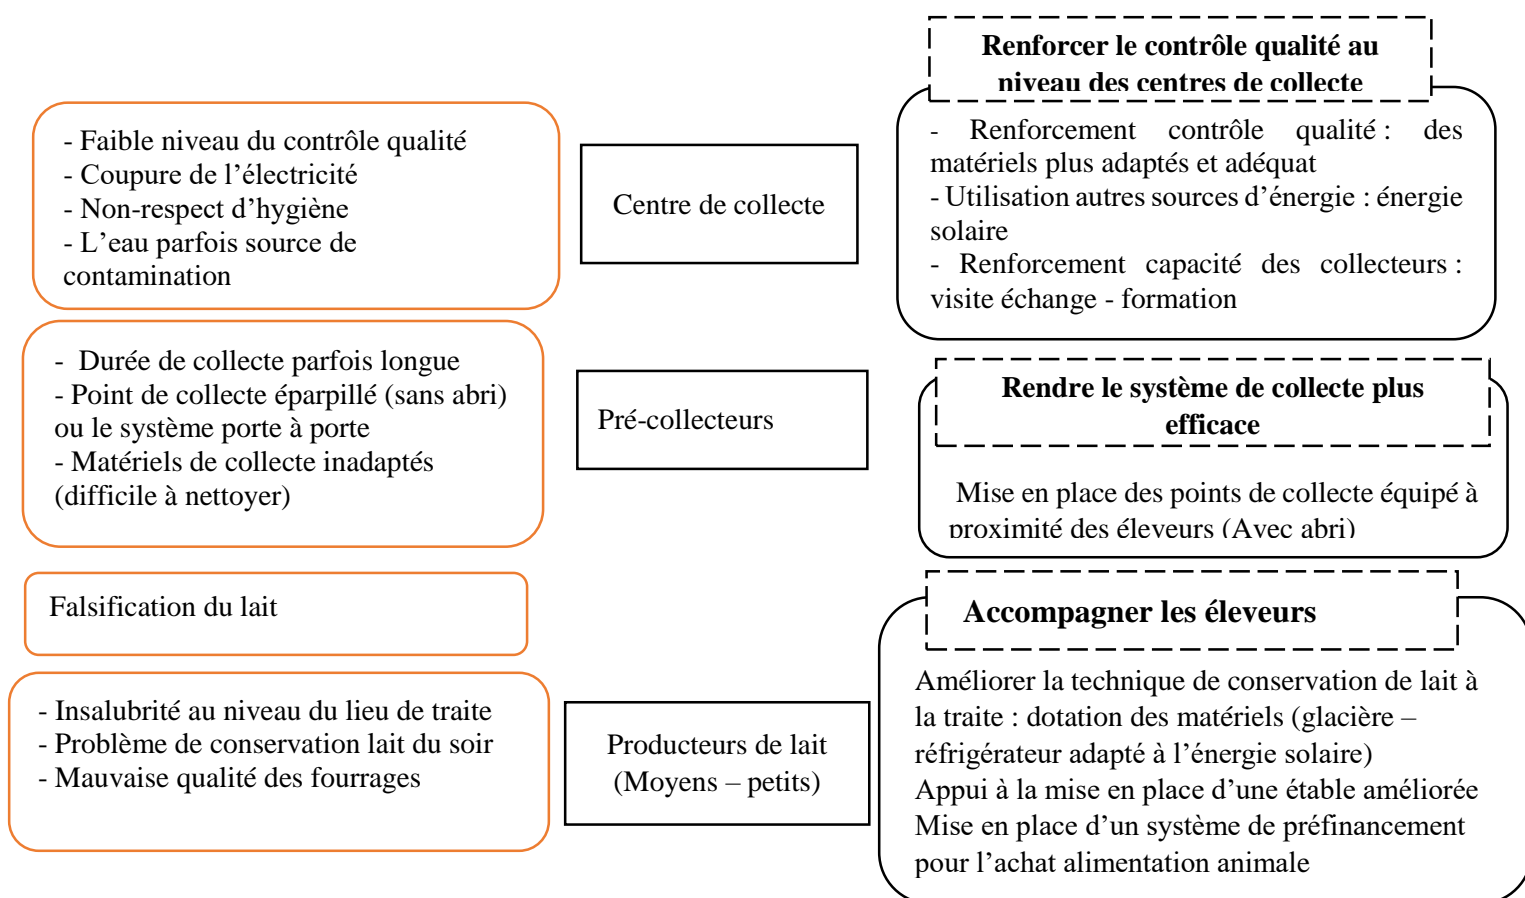 - Faible niveau du contrôle qualité
- Coupure de l’électricité
- Non-respect d’hygiène
- L’eau parfois source de
contamination
Centre de collecte
Renforcer le contrôle qualité au
niveau des centres de collecte
- Renforcement contrôle qualité : des
matériels plus adaptés et adéquat
- Utilisation autres sources d’énergie : énergie
solaire
- Renforcement capacité des collecteurs :
visite échange - formation
- Durée de collecte parfois longue
- Point de collecte éparpillé (sans abri)
ou le système porte à porte
- Matériels de collecte inadaptés
(difficile à nettoyer)
Pré-collecteurs
Rendre le système de collecte plus
efficace
Mise en place des points de collecte équipé à
proximité des éleveurs (Avec abri)
Falsification du lait
- Insalubrité au niveau du lieu de traite
- Problème de conservation lait du soir
- Mauvaise qualité des fourrages
Producteurs de lait
(Moyens – petits)
Accompagner les éleveurs
Améliorer la technique de conservation de lait à
la traite : dotation des matériels (glacière –
réfrigérateur adapté à l’énergie solaire)
Appui à la mise en place d’une étable améliorée
Mise en place d’un système de préfinancement
pour l’achat alimentation animale